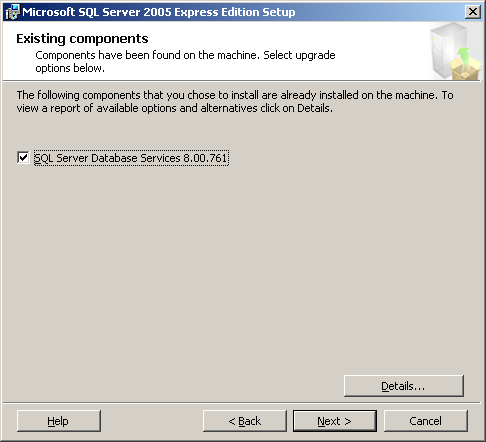 Microsoft SQL Server 2005 Express Edition Setup
Existing components
Components have been found on the machine. Select upgrade
options below.
The following components that you chose to install are already installed on the machine. To
view a report of available options and alternatives click on Details.
SQL Server Database Services 8.00.761
Details...
Help
< Back
Next >
Cancel